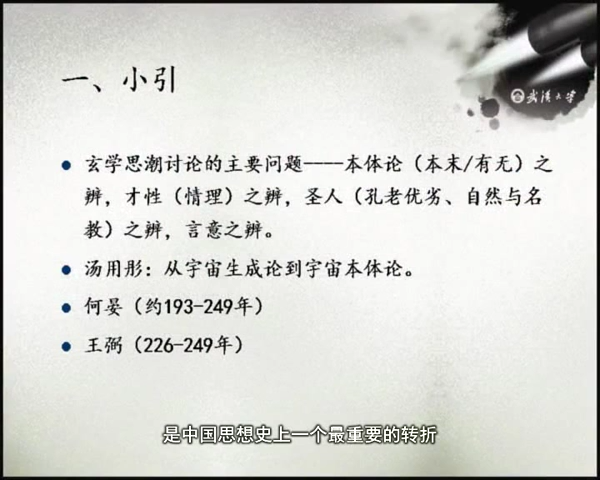 武汉大学
一、小引
玄学思潮讨论的主要问题----本体论（本末/有无）之
辨，才性（情理）之辨，圣人（孔老优劣、自然与名
教）之辨，言意之辨。
汤用彤：从宇宙生成论到宇宙本体论。
何晏（约193-249年）
王弼（226-249年）
是中国思想史上一个最重要的转折